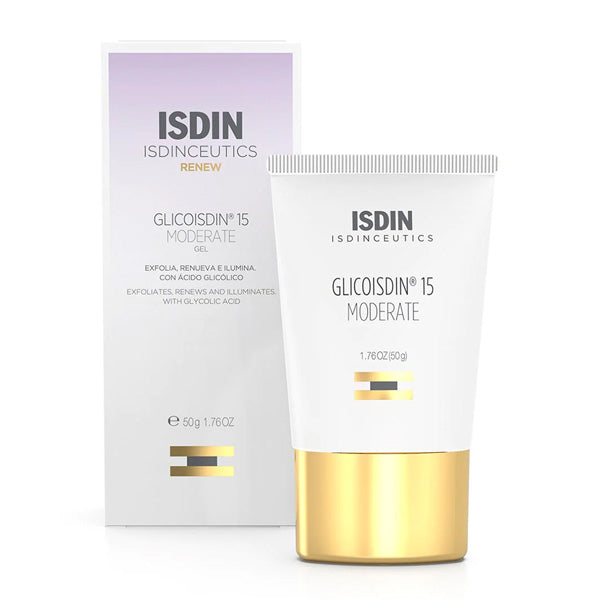 ISDIN
ISDINCEUTICS
RENEW
GLICOISDIN® 15
MODERATE
GEL
EXFOLIA, RENUEVA E ILUMINA.
CON ÁCIDO GLICÓLICO
EXFOLIATES, RENEWS AND ILLUMINATES.
WITH GLYCOLIC ACID
℮ 50g 1.76OZ
ISDIN
ISDINCEUTICS
GLICOISDIN® 15
MODERATE
1.76OZ(50g)